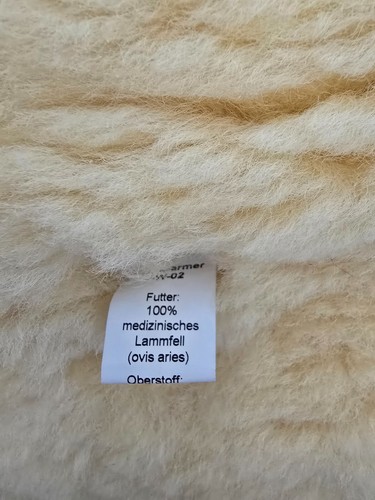 Futter:
100%
medizinisches
Lammfell
(ovis aries)
Oberstoff: